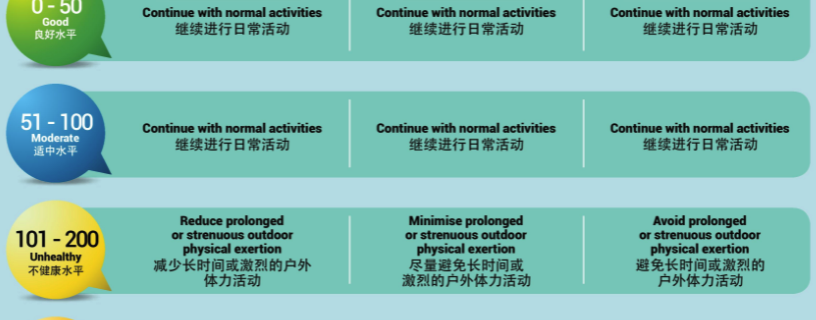 0 - 50
Good
良好水平
Continue with normal activities
继续进行日常活动
Continue with normal activities
继续进行日常活动
Continue with normal activities
继续进行日常活动
51 - 100
Moderate
适中水平
Continue with normal activities
继续进行日常活动
Continue with normal activities
继续进行日常活动
Continue with normal activities
继续进行日常活动
101 - 200
Unhealthy
不健康水平
Reduce prolonged
or strenuous outdoor
physical exertion
减少长时间或激烈的户外
体力活动
Minimise prolonged
or strenuous outdoor
physical exertion
尽量避免长时间或
激烈的户外体力活动
Avoid prolonged
or strenuous outdoor
physical exertion
避免长时间或激烈的
户外体力活动